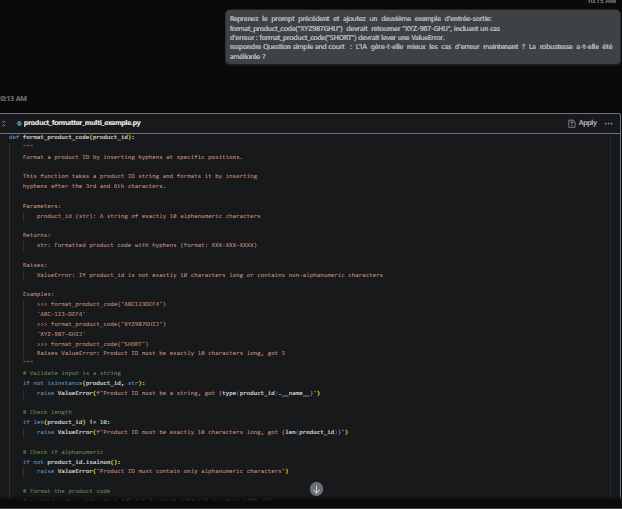 10:15 AM
Reprenez le prompt précédent et ajoutez un deuxième example d'entrée-sortie:
format_product_code("XYZ987GHIJ") devrait retourner "XYZ-987-GHIJ", incluant un cas
d'erreur : format_product_code("SHORT") devrait lever une ValueError.
respondre Question simple and court : L'IA gère-t-elle mieux les cas d'erreur maintenant ? La robustesse a-t-elle été
améliorée ?
10:13 AM
product_formatter_multi_example.py
Apply
def format_product_code(product_id):
"""
Format a product ID by inserting hyphens at specific positions.
This function takes a product ID string and formats it by inserting
hyphens after the 3rd and 6th characters.
Parameters:
product_id (str): A string of exactly 10 alphanumeric characters
Returns:
str: Formatted product code with hyphens (format: XXX-XXX-XXXX)
Raises:
ValueError: If product_id is not exactly 10 characters long or contains non-alphanumeric characters
Examples:
>>> format_product_code("ABC123DEF4")
'ABC-123-DEF4'
>>> format_product_code("XYZ987GHIJ")
'XYZ-987-GHIJ'
>>> format_product_code("SHORT")
Raises ValueError: Product ID must be exactly 10 characters long, got 5
"""
# Validate input is a string
if not isinstance(product_id, str):
raise ValueError(f"Product ID must be a string, got {type(product_id).__name__}")
# Check length
if len(product_id) != 10:
raise ValueError(f"Product ID must be exactly 10 characters long, got {len(product_id)}")
# Check if alphanumeric
if not product_id.isalnum():
raise ValueError("Product ID must contain only alphanumeric characters")
# Format the product code